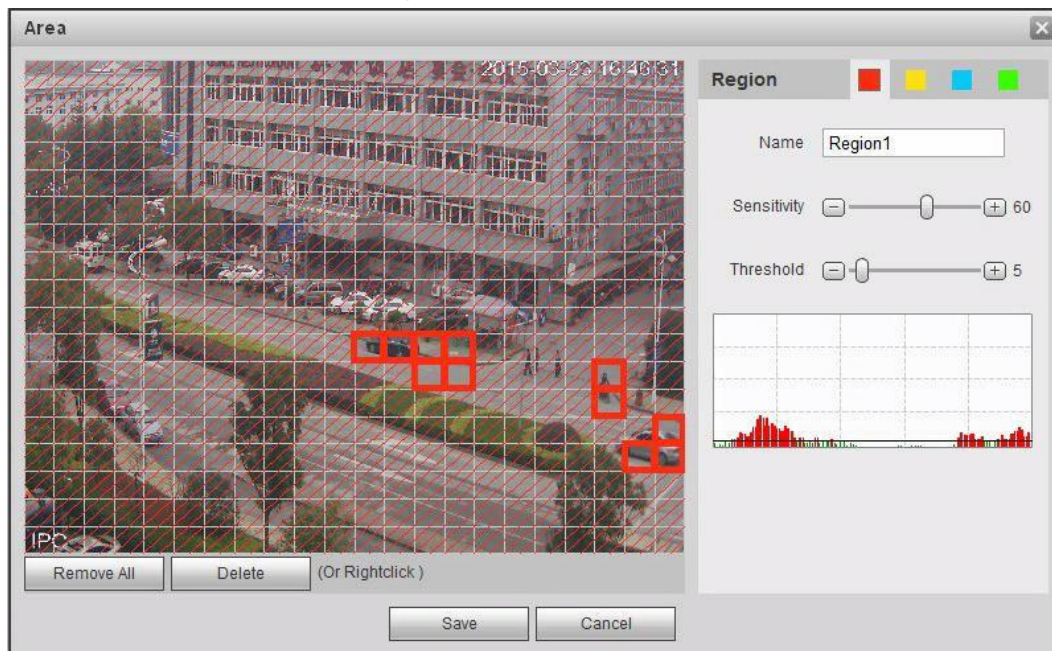 Area
2015-03-23 16:43:31
Region
Name
Region1
Sensitivity
60
Threshold
5
IPC
Remove All
Delete
(Or Rightclick )
Save
Cancel